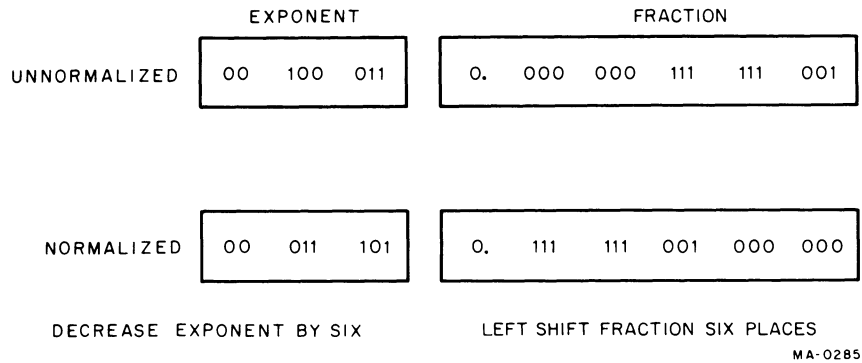 EXPONENT FRACTION
UNNORMALIZED 00 100 011 0. 000 000 111 111 001
NORMALIZED 00 011 101 0. 111 111 001 000 000
DECREASE EXPONENT BY SIX LEFT SHIFT FRACTION SIX PLACES
MA-0285